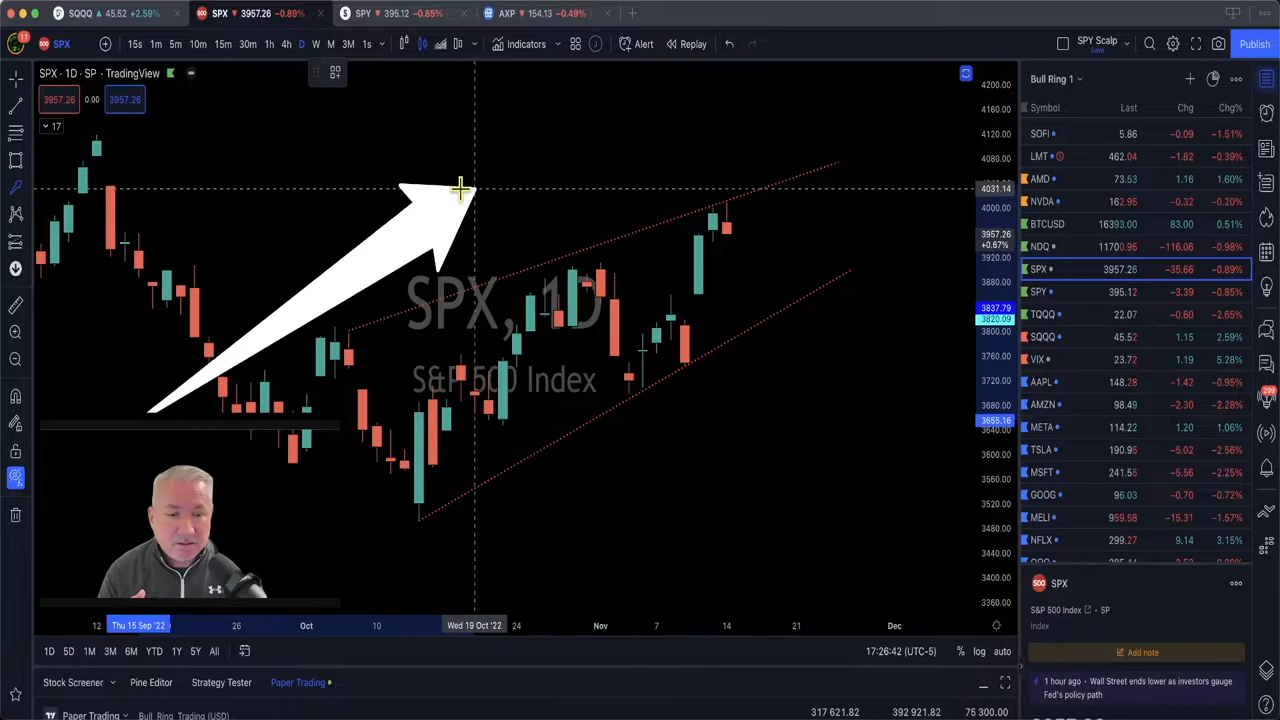 SQQQ 45.52 +2.59%
SPX 3957.26 −0.89%
SPY 395.12 −0.85%
AXP 154.13 −0.49%
11
SPX
15s 1m 5m 10m 15m 30m 1h 4h D W M 3M 1s
Indicators
Alert
Replay
SPY Scalp
Save
Publish
SPX · 1D · SP · TradingView
3957.26 0.00 3957.26
17
SPX, 1D
S&P 500 Index
4200.00
4160.00
4120.00
4080.00
4031.14
4000.00
3957.26
+0.67%
3920.00
3880.00
3837.79
3820.09
3800.00
3760.00
3720.00
3680.00
3655.16
3640.00
3600.00
3560.00
3520.00
3480.00
3440.00
3400.00
3360.00
12 Thu 15 Sep '22 26 Oct 10 Wed 19 Oct '22 24 Nov 7 14 21 Dec
1D 5D 1M 3M 6M YTD 1Y 5Y All
17:26:42 (UTC-5) % log auto
Stock Screener Pine Editor Strategy Tester Paper Trading
Paper Trading Bull_Ring_Trading (USD) 317 621.82 392 921.82 75 300.00
Bull Ring 1
Symbol Last Chg Chg%
SOFI 5.86 −0.09 −1.51%
LMT 462.04 −1.82 −0.39%
AMD 73.53 1.16 1.60%
NVDA 162.95 −0.32 −0.20%
BTCUSD 16393.00 83.00 0.51%
NDQ 11700.95 −116.06 −0.98%
SPX 3957.26 −35.66 −0.89%
SPY 395.12 −3.39 −0.85%
TQQQ 22.07 −0.60 −2.65%
SQQQ 45.52 1.15 2.59%
VIX 23.72 1.19 5.28%
AAPL 148.28 −1.42 −0.95%
AMZN 98.49 −2.30 −2.28%
META 114.22 1.20 1.06%
TSLA 190.95 −5.02 −2.56%
MSFT 241.55 −5.56 −2.25%
GOOG 96.03 −0.70 −0.72%
MELI 959.58 −15.31 −1.57%
NFLX 299.27 9.14 3.15%
299
500 SPX
S&P 500 Index SP
Index
Add note
1 hour ago • Wall Street ends lower as investors gauge
Fed's policy path